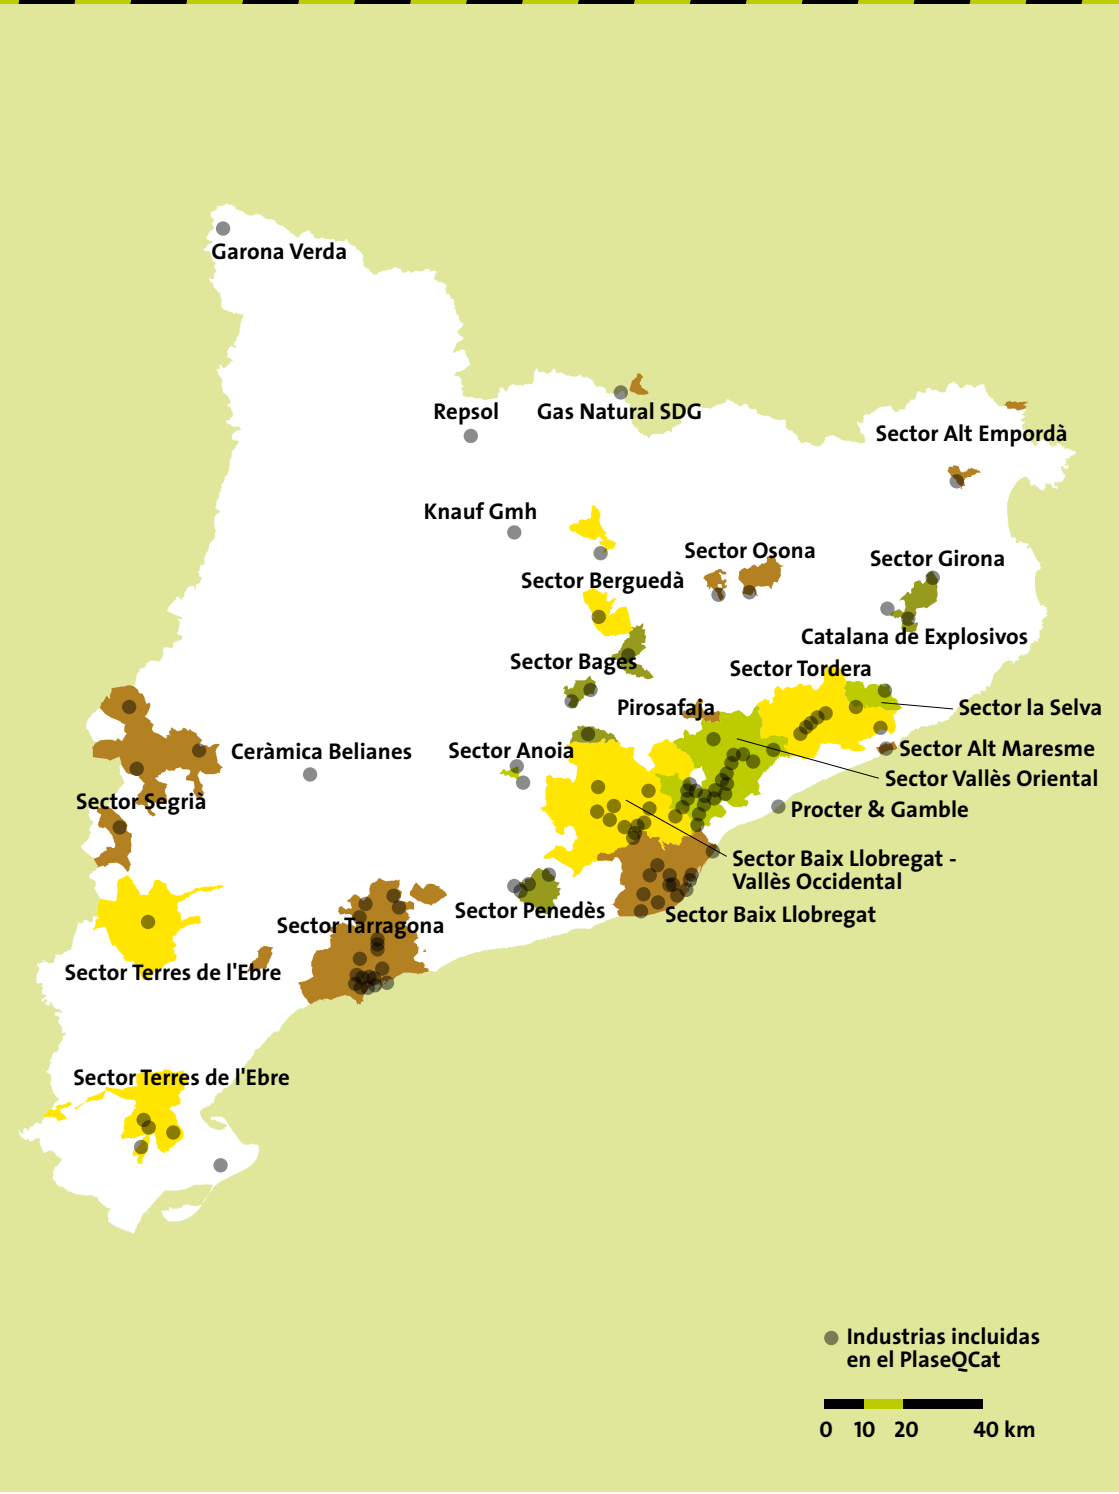 Garona Verda
Repsol
Gas Natural SDG
Sector Alt Empordà
Knauf Gmh
Sector Osona
Sector Girona
Sector Berguedà
Catalana de Explosivos
Sector Bages
Sector Tordera
Pirosafaja
Sector la Selva
Ceràmica Belianes
Sector Anoia
Sector Alt Maresme
Sector Vallès Oriental
Sector Segrià
Procter & Gamble
Sector Baix Llobregat -
Vallès Occidental
Sector Penedès
Sector Baix Llobregat
Sector Tarragona
Sector Terres de l'Ebre
Sector Terres de l'Ebre
Industrias incluidas
en el PlaseQCat
0 10 20 40 km